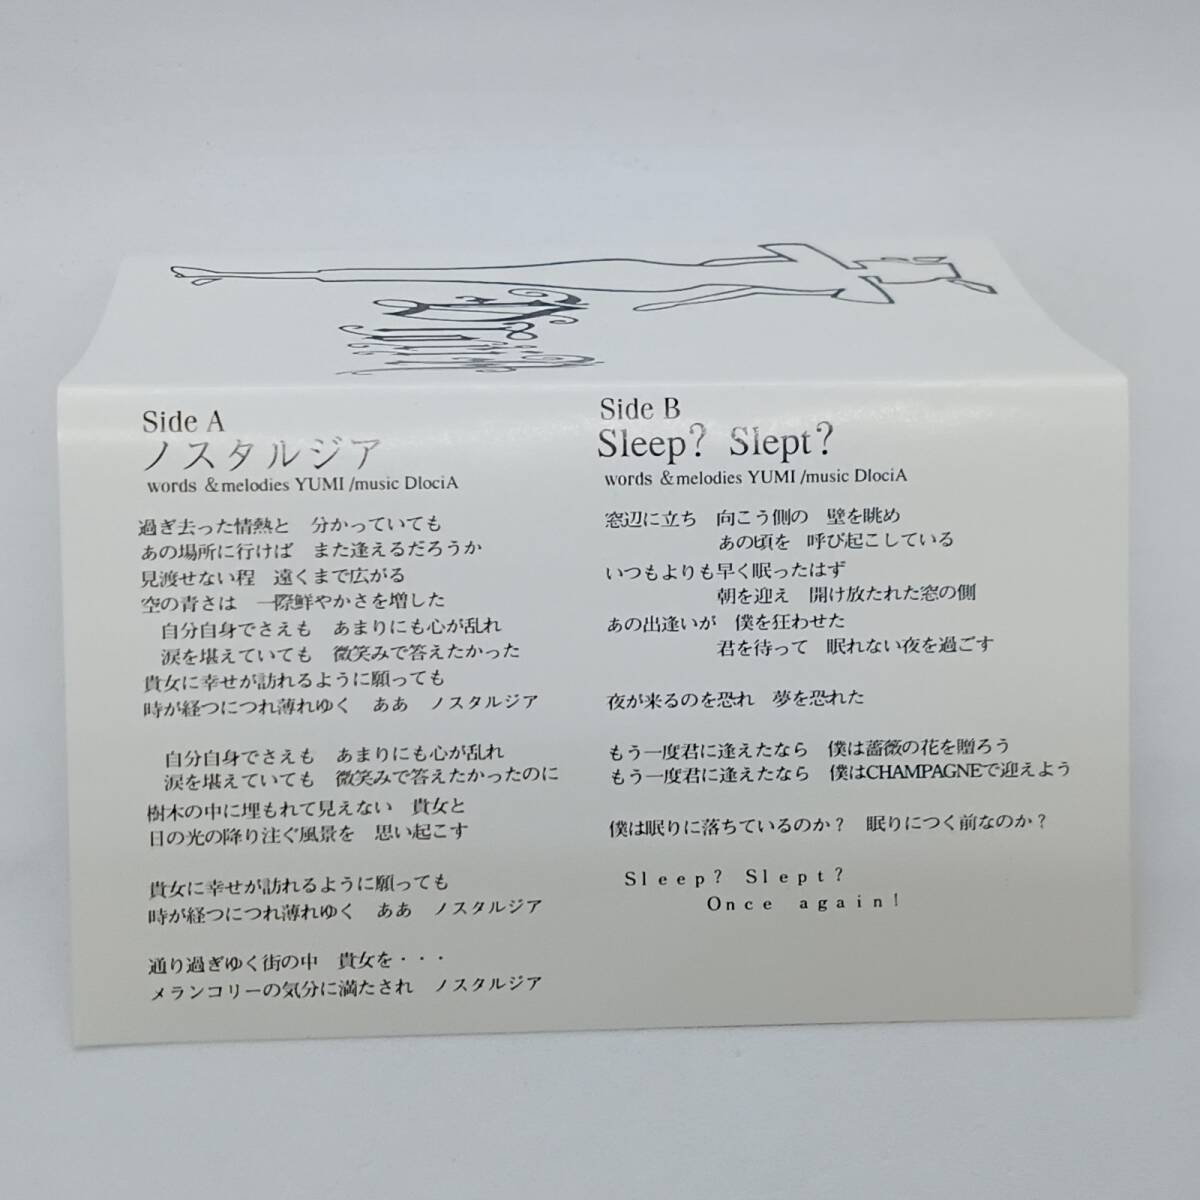 Side A
ノスタルジア
words &melodies YUMI /music DlociA
過ぎ去った情熱と　分かっていても
あの場所に行けば　また逢えるだろうか
見渡せない程　遠くまで広がる
空の青さは　一際鮮やかさを増した
自分自身でさえも　あまりにも心が乱れ
涙を堪えていても　微笑みで答えたかった
貴女に幸せが訪れるように願っても
時が経つにつれ薄れゆく　ああ　ノスタルジア
自分自身でさえも　あまりにも心が乱れ
涙を堪えていても　微笑みで答えたかったのに
樹木の中に埋もれて見えない　貴女と
日の光の降り注ぐ風景を　思い起こす
貴女に幸せが訪れるように願っても
時が経つにつれ薄れゆく　ああ　ノスタルジア
通り過ぎゆく街の中　貴女を・・・
メランコリーの気分に満たされ　ノスタルジア
Side B
Sleep? Slept?
words &melodies YUMI /music DlociA
窓辺に立ち　向こう側の　壁を眺め
あの頃を　呼び起こしている
いつもよりも早く眠ったはず
朝を迎え　開け放たれた窓の側
あの出逢いが　僕を狂わせた
君を待って　眠れない夜を過ごす
夜が来るのを恐れ　夢を恐れた
もう一度君に逢えたなら　僕は薔薇の花を贈ろう
もう一度君に逢えたなら　僕はCHAMPAGNEで迎えよう
僕は眠りに落ちているのか？　眠りにつく前なのか？
Sleep? Slept?
Once again!